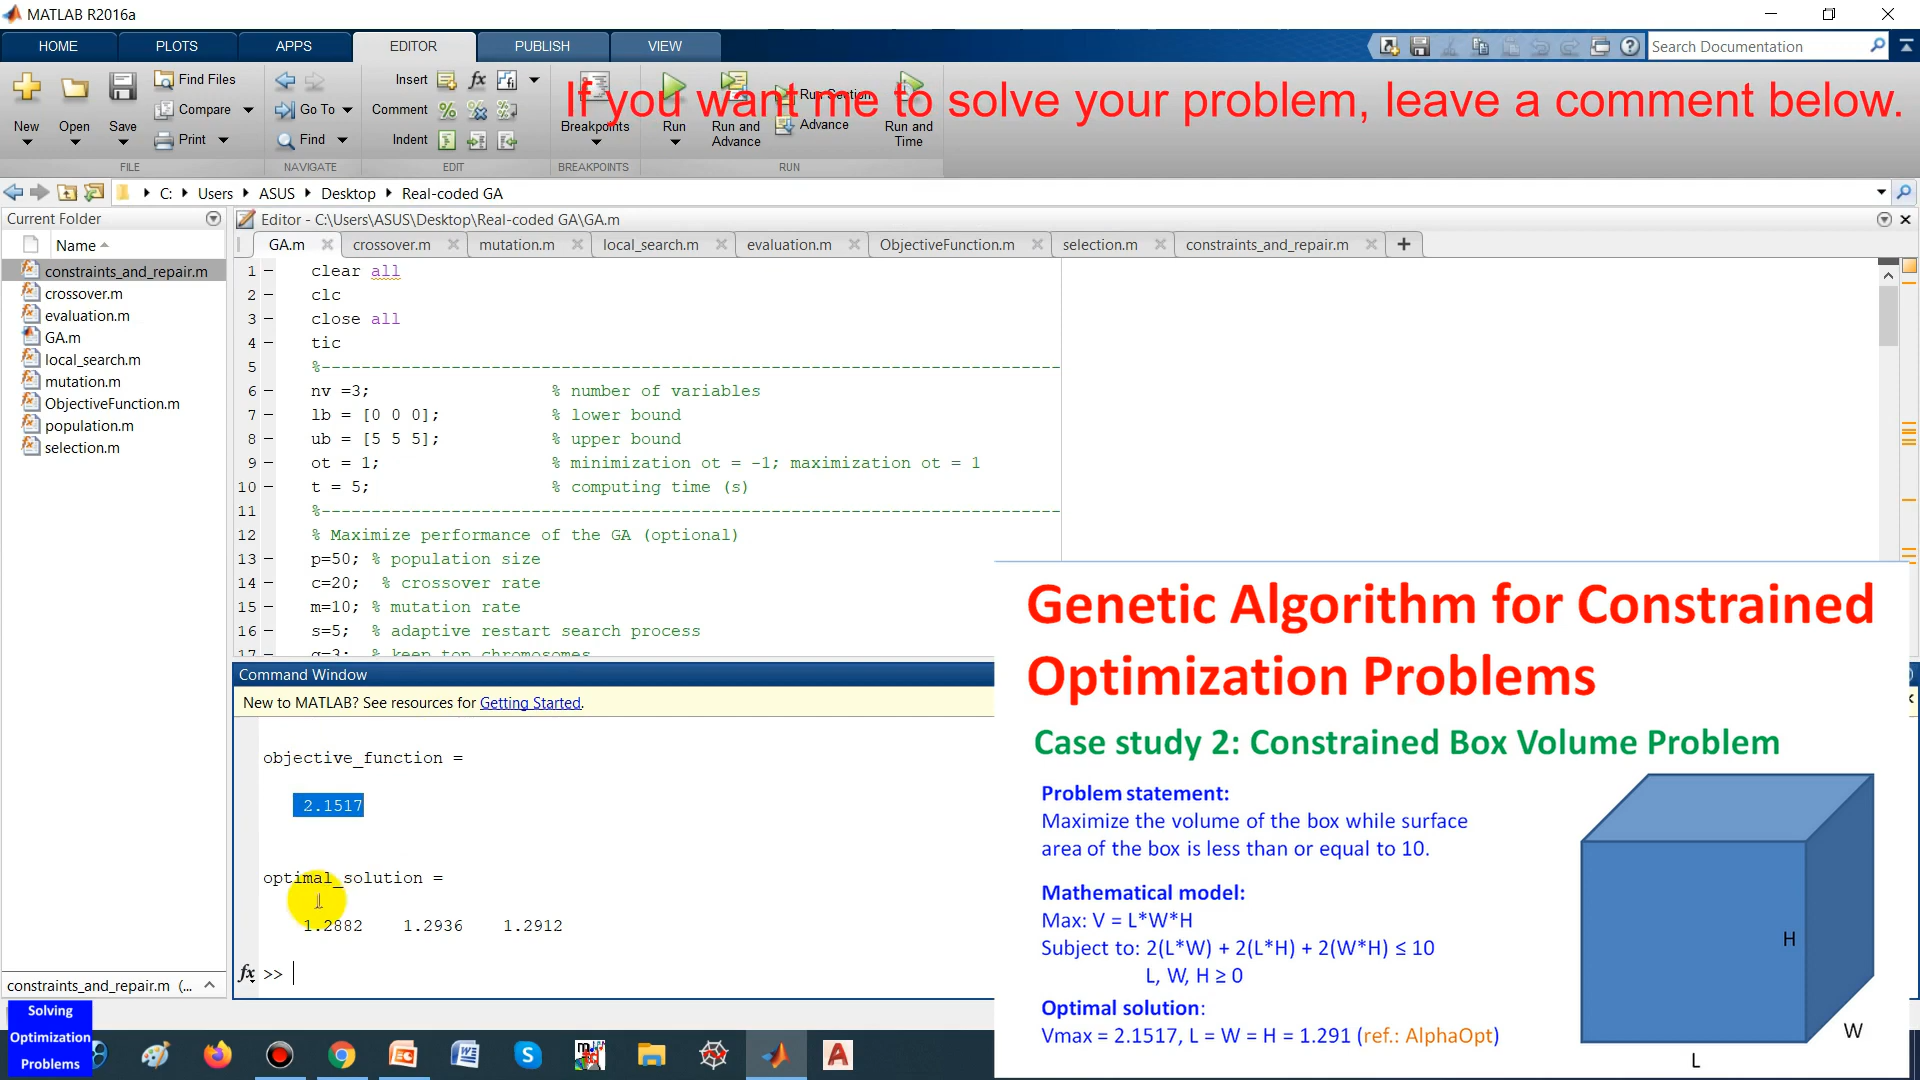 MATLAB R2016a
HOME PLOTS APPS EDITOR PUBLISH VIEW
Search Documentation
If you want me to solve your problem, leave a comment below.
New Open Save
Find Files
Compare
Print
FILE
Go To
Find
NAVIGATE
Insert fx
Comment
Indent
EDIT
Breakpoints
BREAKPOINTS
Run
Run and Advance
Run Section
Advance
Run and Time
RUN
C: Users ASUS Desktop Real-coded GA
Current Folder
Name
constraints_and_repair.m
crossover.m
evaluation.m
GA.m
local_search.m
mutation.m
ObjectiveFunction.m
population.m
selection.m
constraints_and_repair.m (...
Editor - C:\Users\ASUS\Desktop\Real-coded GA\GA.m
GA.m crossover.m mutation.m local_search.m evaluation.m ObjectiveFunction.m selection.m constraints_and_repair.m
1 – clear all
2 – clc
3 – close all
4 – tic
5 %--------------------------------------------------------------------------
6 – nv =3; % number of variables
7 – lb = [0 0 0]; % lower bound
8 – ub = [5 5 5]; % upper bound
9 – ot = 1; % minimization ot = -1; maximization ot = 1
10 – t = 5; % computing time (s)
11 %--------------------------------------------------------------------------
12 % Maximize performance of the GA (optional)
13 – p=50; % population size
14 – c=20; % crossover rate
15 – m=10; % mutation rate
16 – s=5; % adaptive restart search process
17 – g=3; % keep top chromosomes
Command Window
New to MATLAB? See resources for Getting Started.
objective_function =
2.1517
optimal_solution =
1.2882 1.2936 1.2912
fx >>
Genetic Algorithm for Constrained
Optimization Problems
Case study 2: Constrained Box Volume Problem
Problem statement:
Maximize the volume of the box while surface
area of the box is less than or equal to 10.
Mathematical model:
Max: V = L*W*H
Subject to: 2(L*W) + 2(L*H) + 2(W*H) ≤ 10
L, W, H ≥ 0
Optimal solution:
Vmax = 2.1517, L = W = H = 1.291 (ref.: AlphaOpt)
H
W
L
Solving
Optimization
Problems